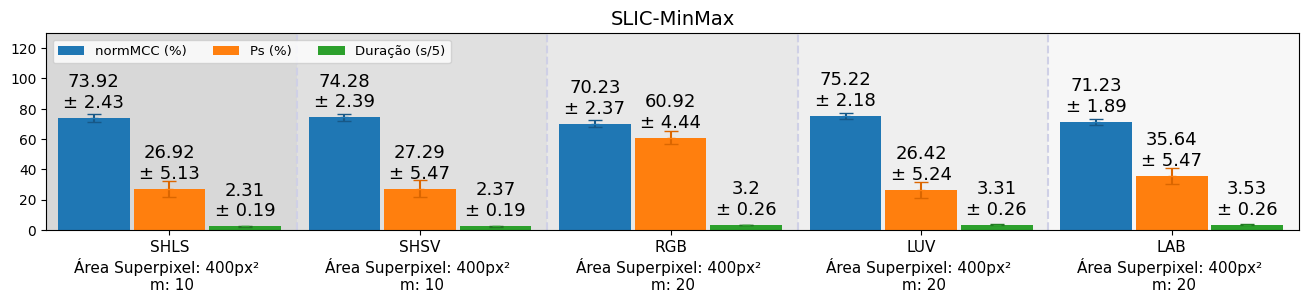 SLIC-MinMax
normMCC (%) Ps (%) Duração (s/5)
120
100
80
60
40
20
0
73.92
± 2.43
26.92
± 5.13
2.31
± 0.19
74.28
± 2.39
27.29
± 5.47
2.37
± 0.19
70.23
± 2.37
60.92
± 4.44
3.2
± 0.26
75.22
± 2.18
26.42
± 5.24
3.31
± 0.26
71.23
± 1.89
35.64
± 5.47
3.53
± 0.26
SHLS
Área Superpixel: 400px²
m: 10
SHSV
Área Superpixel: 400px²
m: 10
RGB
Área Superpixel: 400px²
m: 20
LUV
Área Superpixel: 400px²
m: 20
LAB
Área Superpixel: 400px²
m: 20